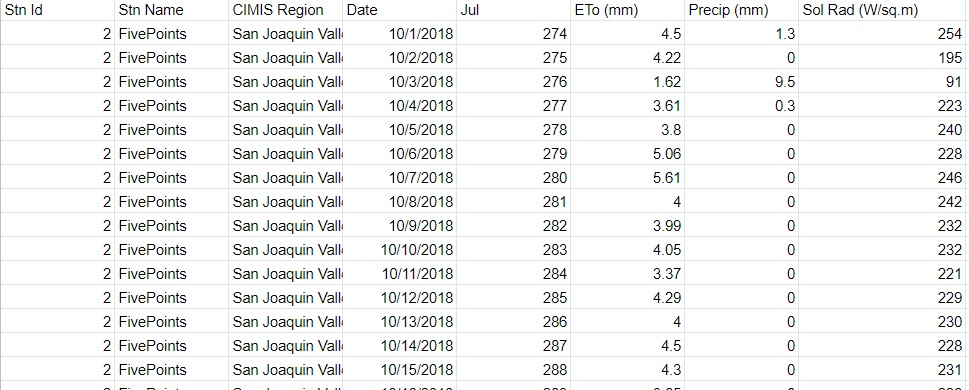 Stn Id Stn Name CIMIS Region Date Jul ETo (mm) Precip (mm) Sol Rad (W/sq.m)
2 FivePoints San Joaquin Vall 10/1/2018 274 4.5 1.3 254
2 FivePoints San Joaquin Vall 10/2/2018 275 4.22 0 195
2 FivePoints San Joaquin Vall 10/3/2018 276 1.62 9.5 91
2 FivePoints San Joaquin Vall 10/4/2018 277 3.61 0.3 223
2 FivePoints San Joaquin Vall 10/5/2018 278 3.8 0 240
2 FivePoints San Joaquin Vall 10/6/2018 279 5.06 0 228
2 FivePoints San Joaquin Vall 10/7/2018 280 5.61 0 246
2 FivePoints San Joaquin Vall 10/8/2018 281 4 0 242
2 FivePoints San Joaquin Vall 10/9/2018 282 3.99 0 232
2 FivePoints San Joaquin Vall 10/10/2018 283 4.05 0 232
2 FivePoints San Joaquin Vall 10/11/2018 284 3.37 0 221
2 FivePoints San Joaquin Vall 10/12/2018 285 4.29 0 229
2 FivePoints San Joaquin Vall 10/13/2018 286 4 0 230
2 FivePoints San Joaquin Vall 10/14/2018 287 4.5 0 228
2 FivePoints San Joaquin Vall 10/15/2018 288 4.3 0 231